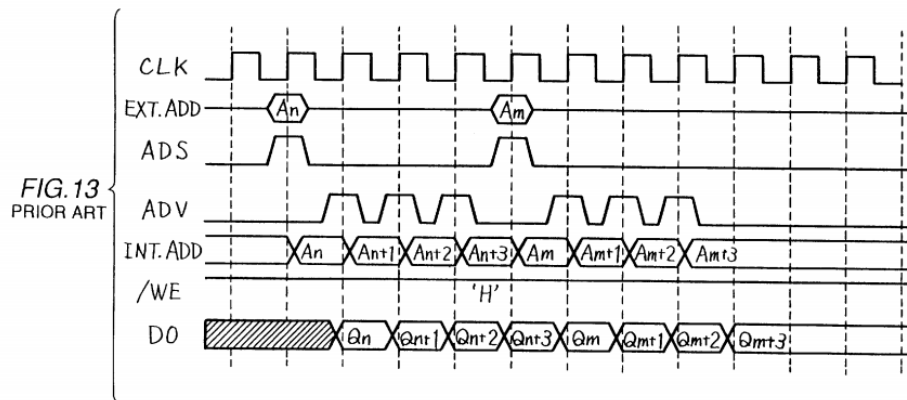 FIG.13
PRIOR ART
CLK
EXT.ADD An Am
ADS
ADV
INT.ADD An An+1 An+2 An+3 Am Am+1 Am+2 Am+3
/WE 'H'
DO Qn Qn+1 Qn+2 Qn+3 Qm Qm+1 Qm+2 Qm+3